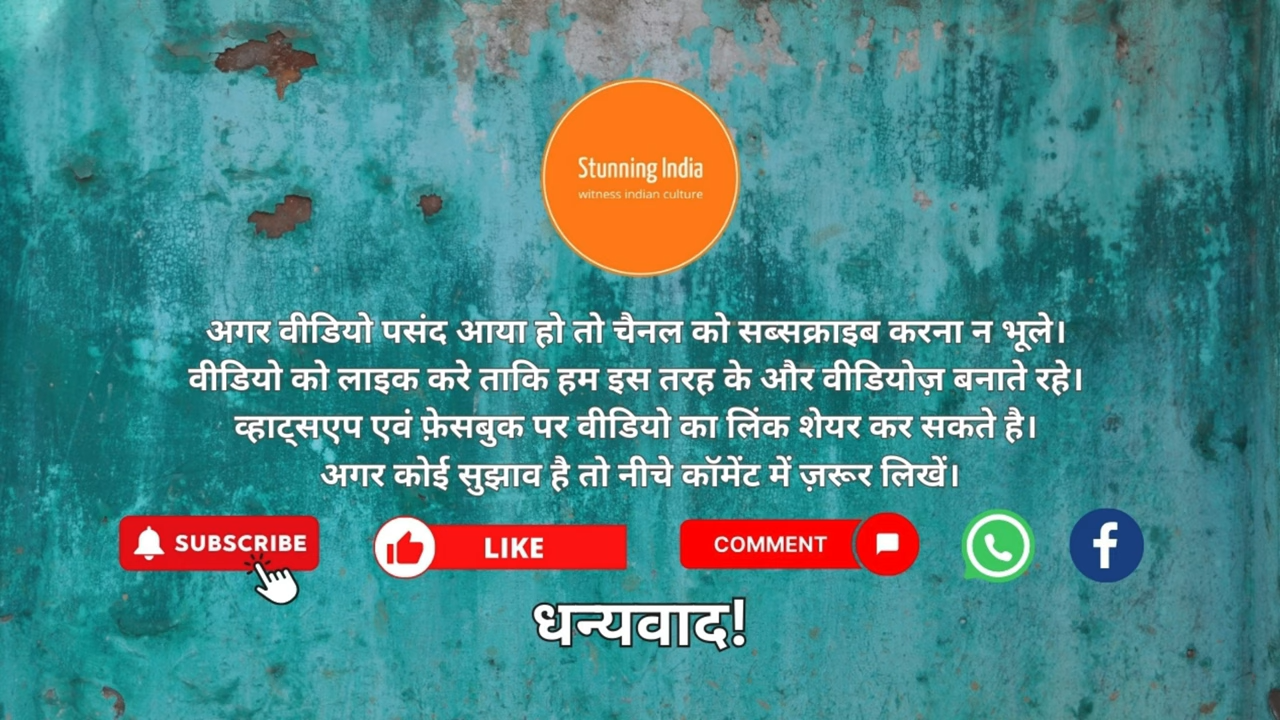 Stunning India
witness indian culture
अगर वीडियो पसंद आया हो तो चैनल को सब्सक्राइब करना न भूले।
वीडियो को लाइक करे ताकि हम इस तरह के और वीडियोज़ बनाते रहे।
व्हाट्सएप एवं फ़ेसबुक पर वीडियो का लिंक शेयर कर सकते है।
अगर कोई सुझाव है तो नीचे कॉमेंट में ज़रूर लिखें।
SUBSCRIBE LIKE COMMENT
धन्यवाद!